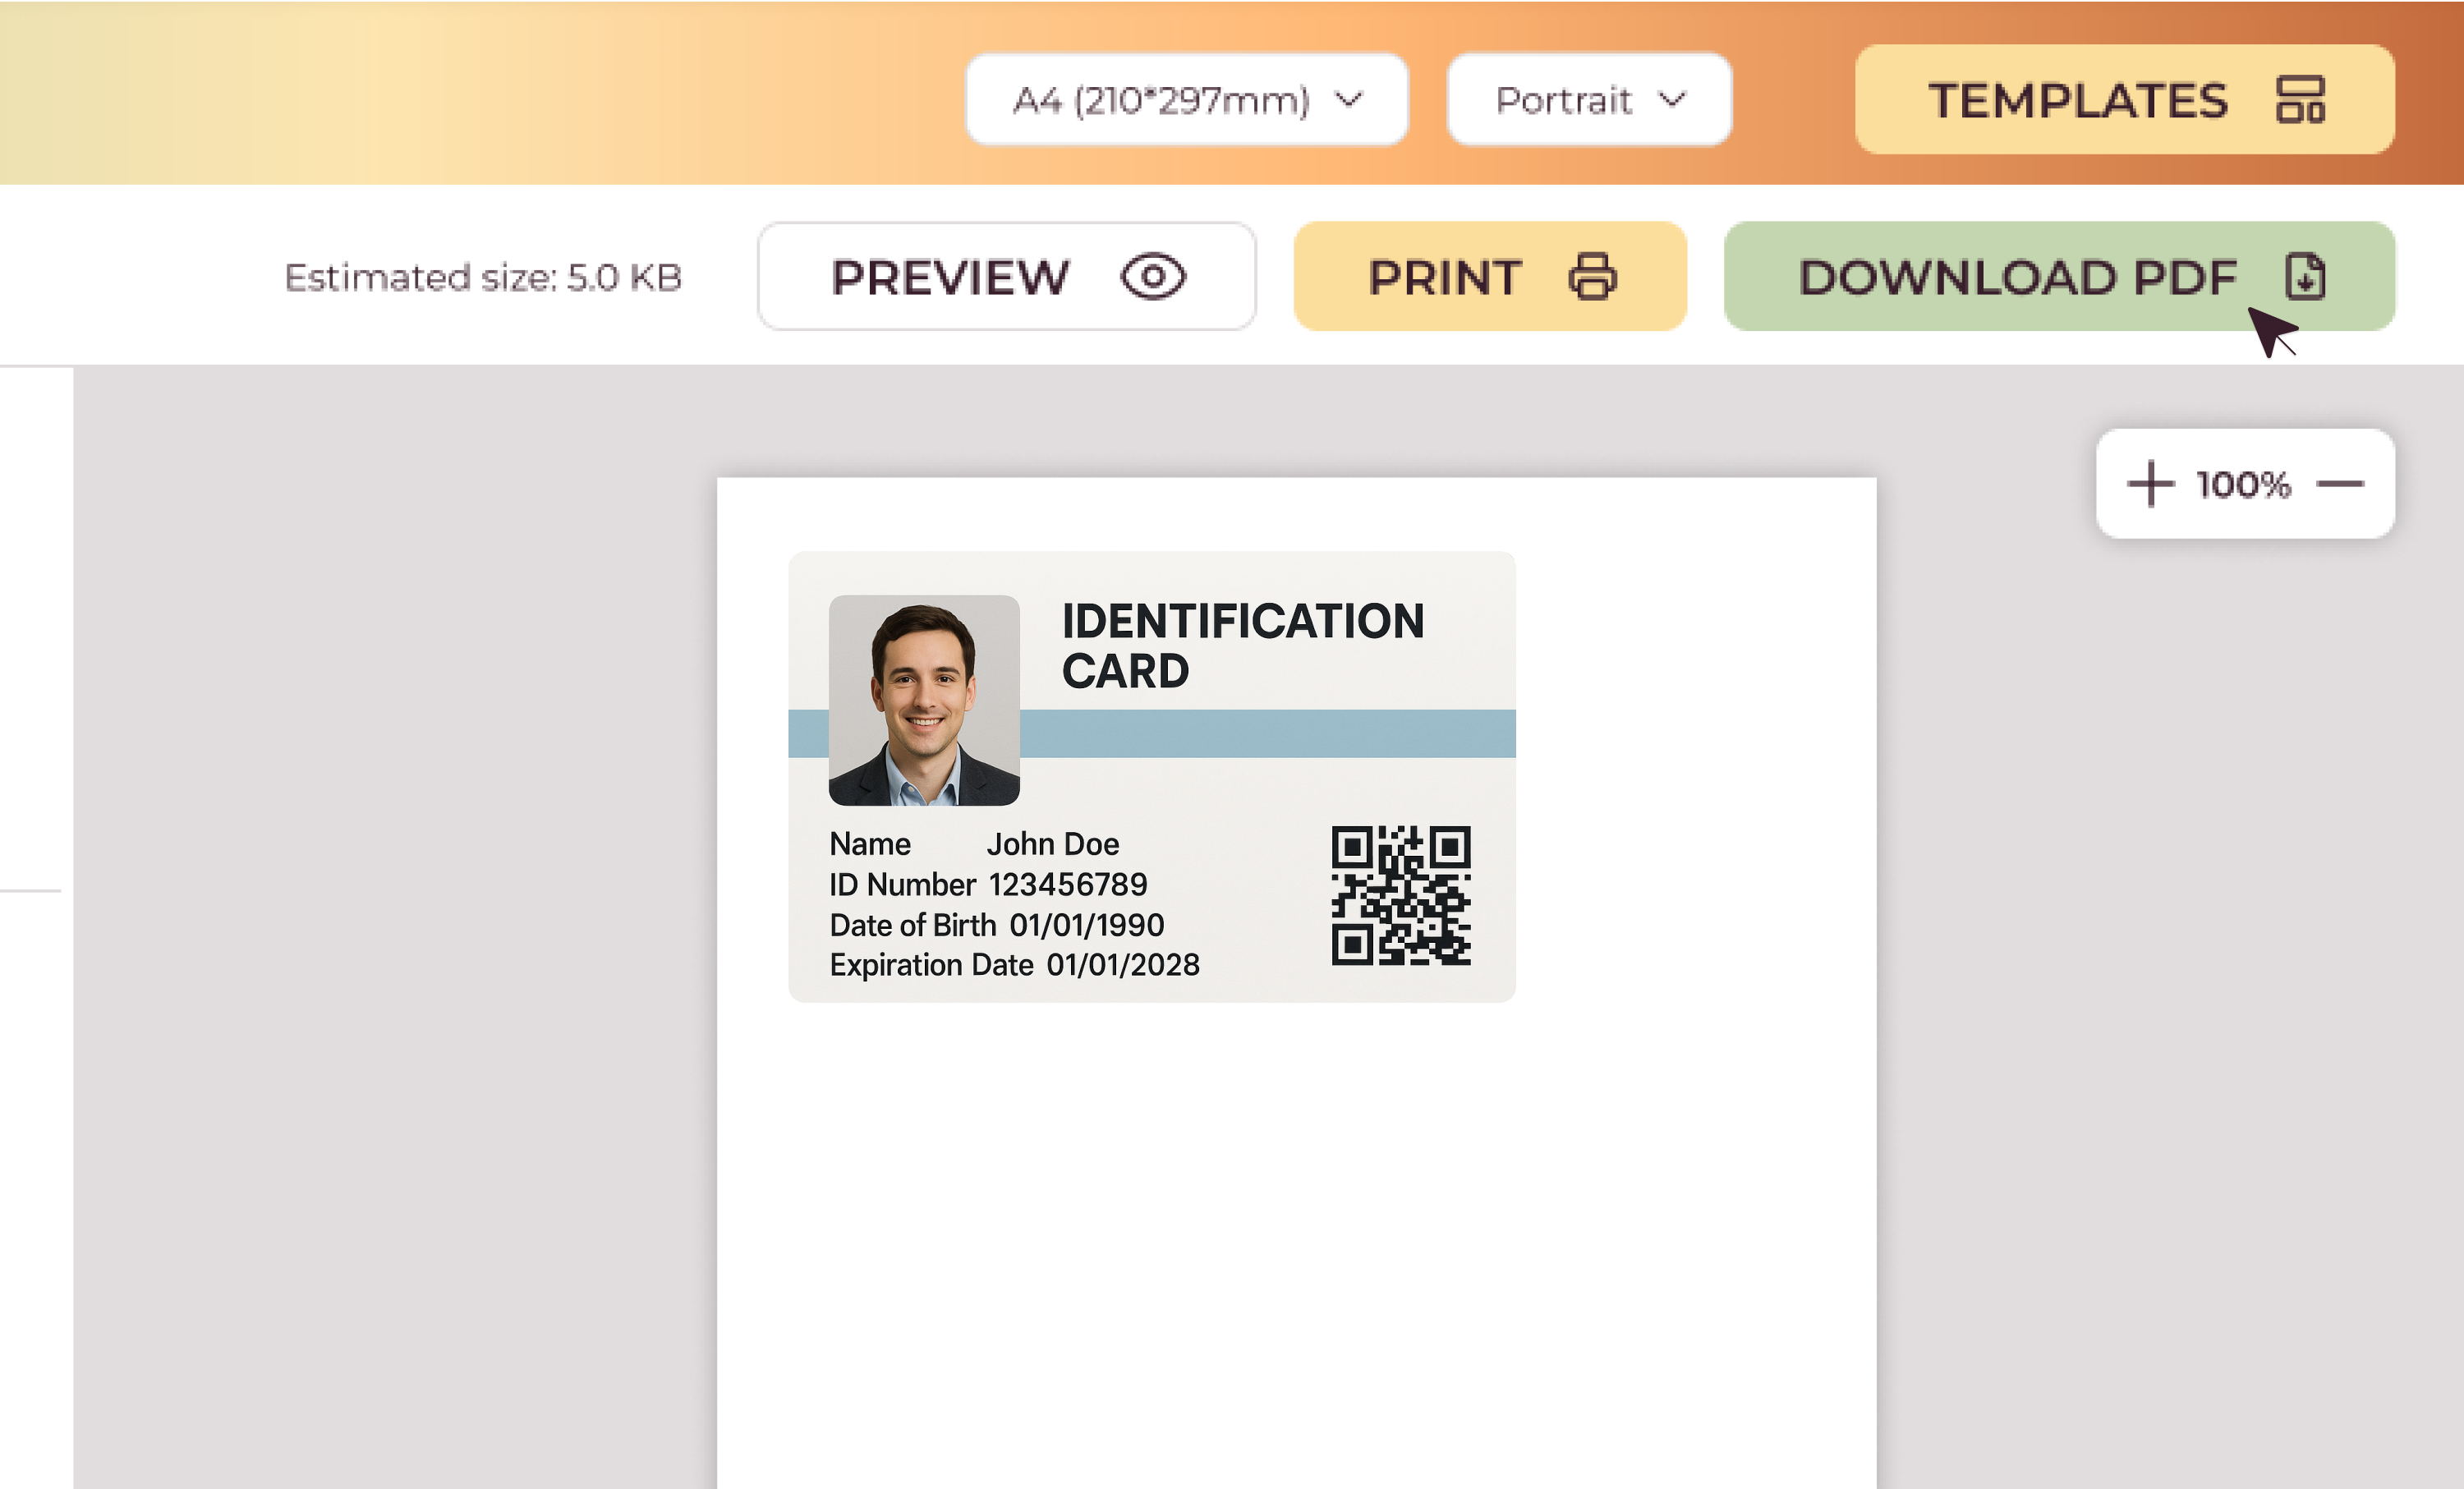 A4 (210*297mm) Portrait TEMPLATES
Estimated size: 5.0 KB PREVIEW PRINT DOWNLOAD PDF
100%
IDENTIFICATION
CARD
Name John Doe
ID Number 123456789
Date of Birth 01/01/1990
Expiration Date 01/01/2028